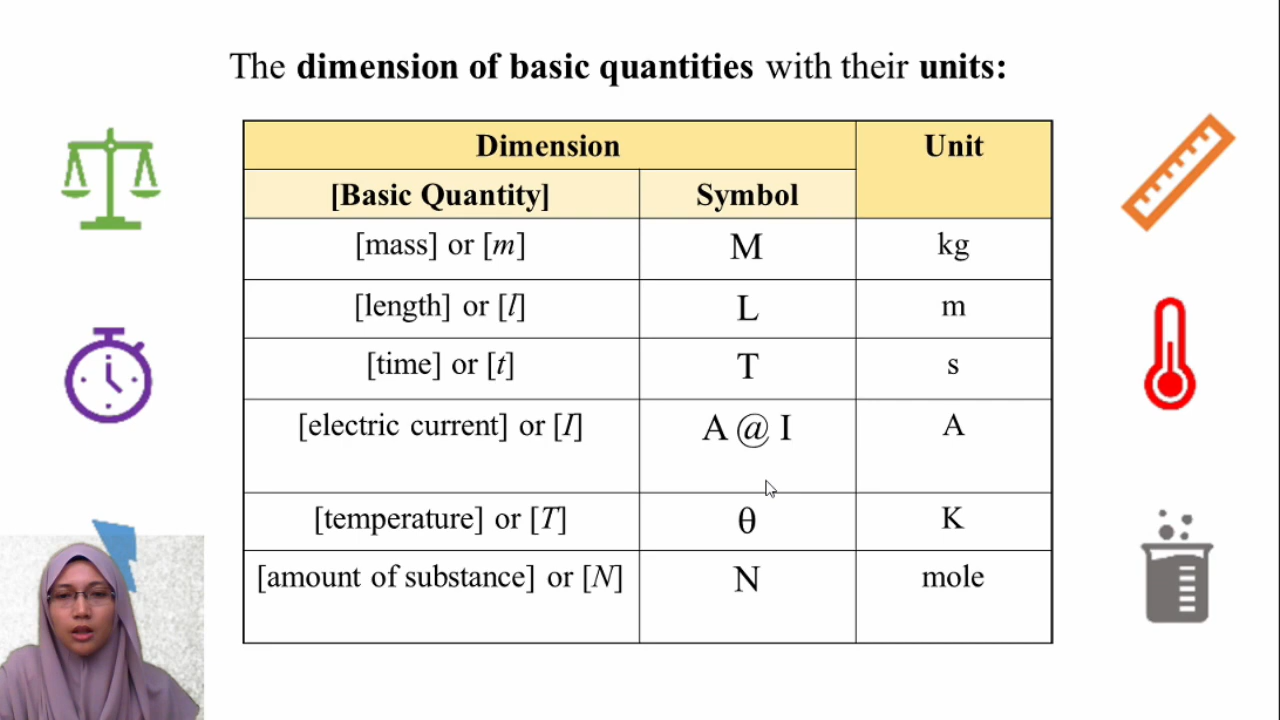 The dimension of basic quantities with their units:
Dimension
Unit
[Basic Quantity]
Symbol
[mass] or [m]
M
kg
[length] or [l]
L
m
[time] or [t]
T
s
[electric current] or [I]
A @ I
A
[temperature] or [T]
θ
K
[amount of substance] or [N]
N
mole